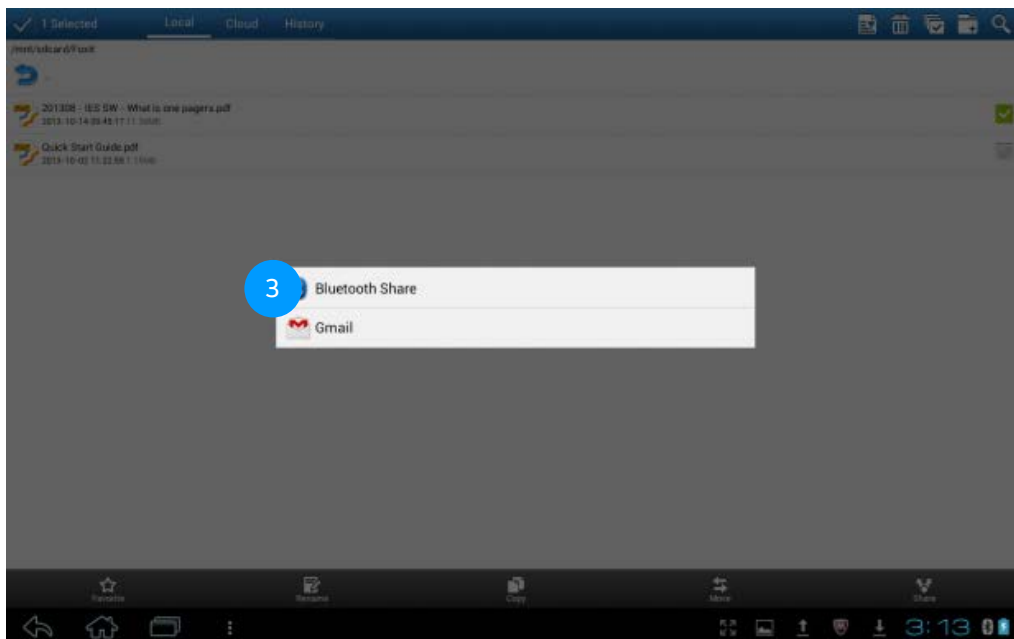 1 Selected Local Cloud History
/mnt/sdcard/Foxit
..
201308 - IES SW - What is one pagers.pdf
Quick Start Guide.pdf
3
Bluetooth Share
Gmail
Favorite Rename Copy Move Share
3:13